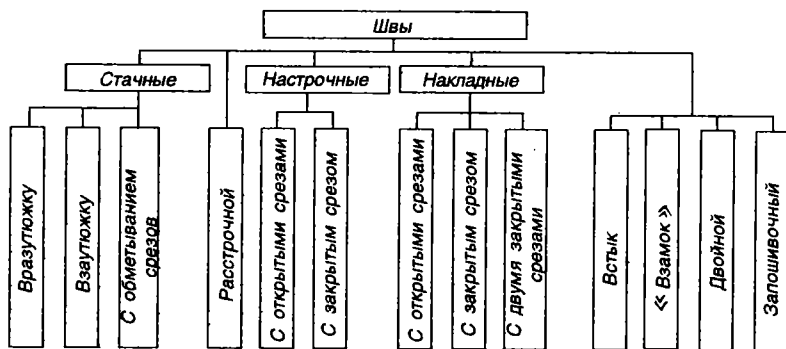 Швы
Стачные
Настрочные
Накладные
Вразутюжку
Взаутюжку
С обметыванием
срезов
Расстрочной
С открытыми срезами
С закрытым срезом
С открытыми срезами
С закрытым срезом
С двумя закрытыми
срезами
Встык
« Взамок »
Двойной
Запошивочный